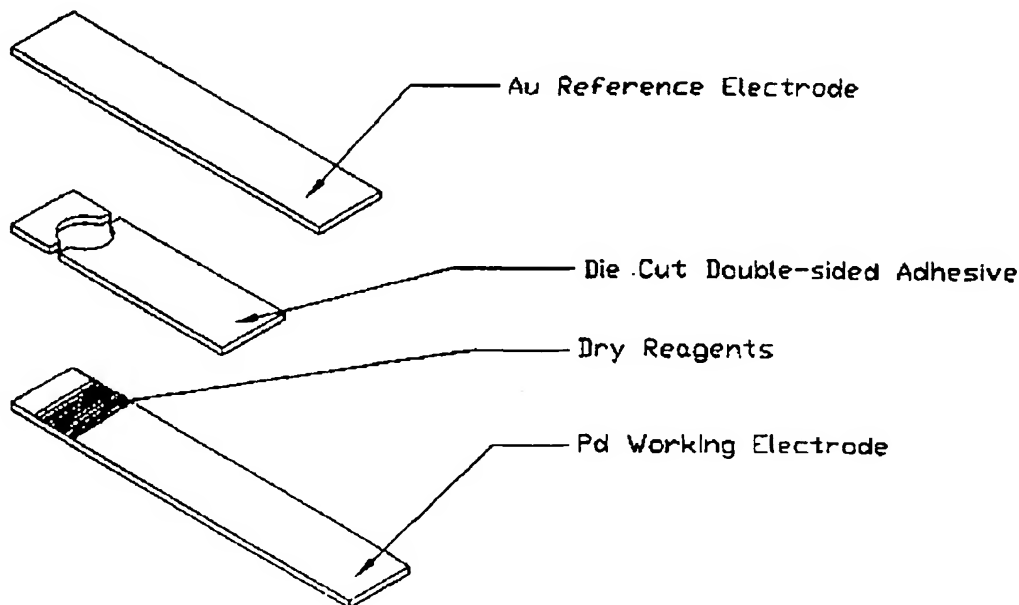 Au Reference Electrode
Die Cut Double-sided Adhesive
Dry Reagents
Pd Working Electrode